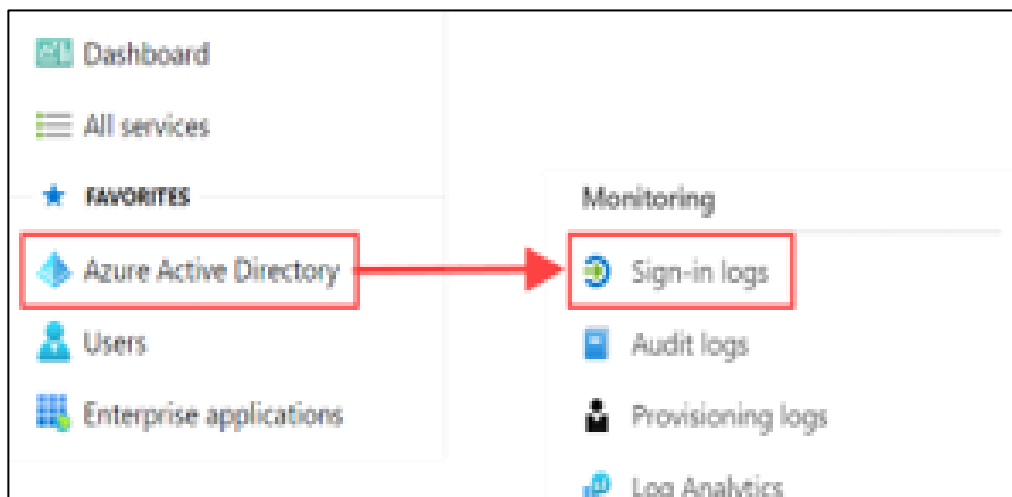 Dashboard
All services
FAVORITES
Azure Active Directory
Users
Enterprise applications
Monitoring
Sign-in logs
Audit logs
Provisioning logs
Log Analytics